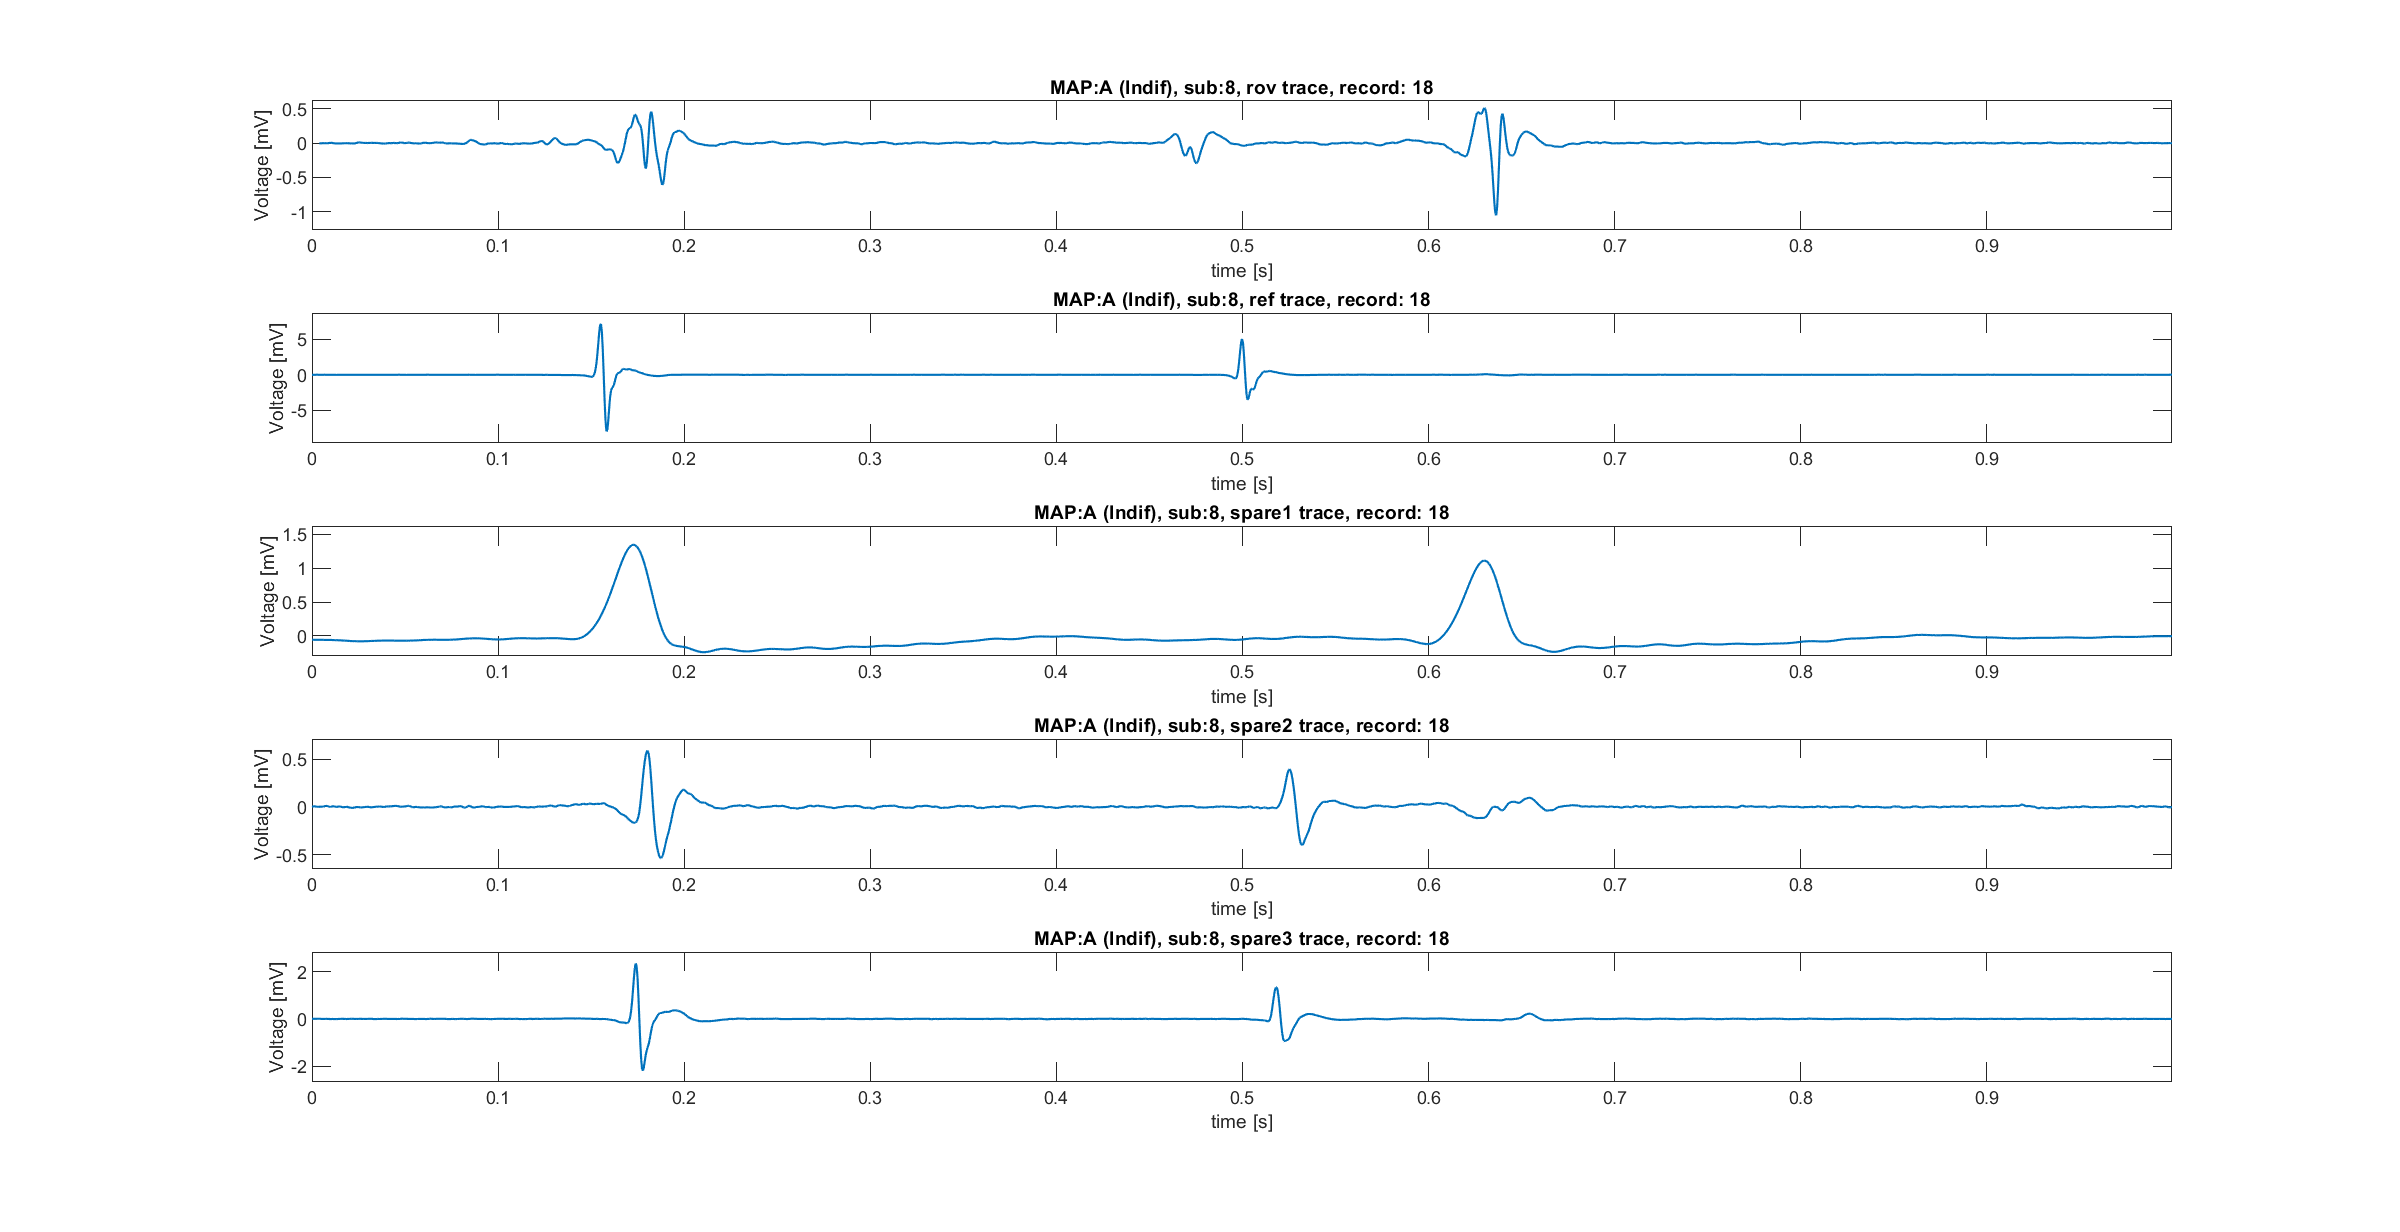 MAP:A (Indif), sub:8, rov trace, record: 18
Voltage [mV]
0.5
0
-0.5
-1
0 0.1 0.2 0.3 0.4 0.5 0.6 0.7 0.8 0.9
time [s]
MAP:A (Indif), sub:8, ref trace, record: 18
Voltage [mV]
5
0
-5
0 0.1 0.2 0.3 0.4 0.5 0.6 0.7 0.8 0.9
time [s]
MAP:A (Indif), sub:8, spare1 trace, record: 18
Voltage [mV]
1.5
1
0.5
0
0 0.1 0.2 0.3 0.4 0.5 0.6 0.7 0.8 0.9
time [s]
MAP:A (Indif), sub:8, spare2 trace, record: 18
Voltage [mV]
0.5
0
-0.5
0 0.1 0.2 0.3 0.4 0.5 0.6 0.7 0.8 0.9
time [s]
MAP:A (Indif), sub:8, spare3 trace, record: 18
Voltage [mV]
2
0
-2
0 0.1 0.2 0.3 0.4 0.5 0.6 0.7 0.8 0.9
time [s]